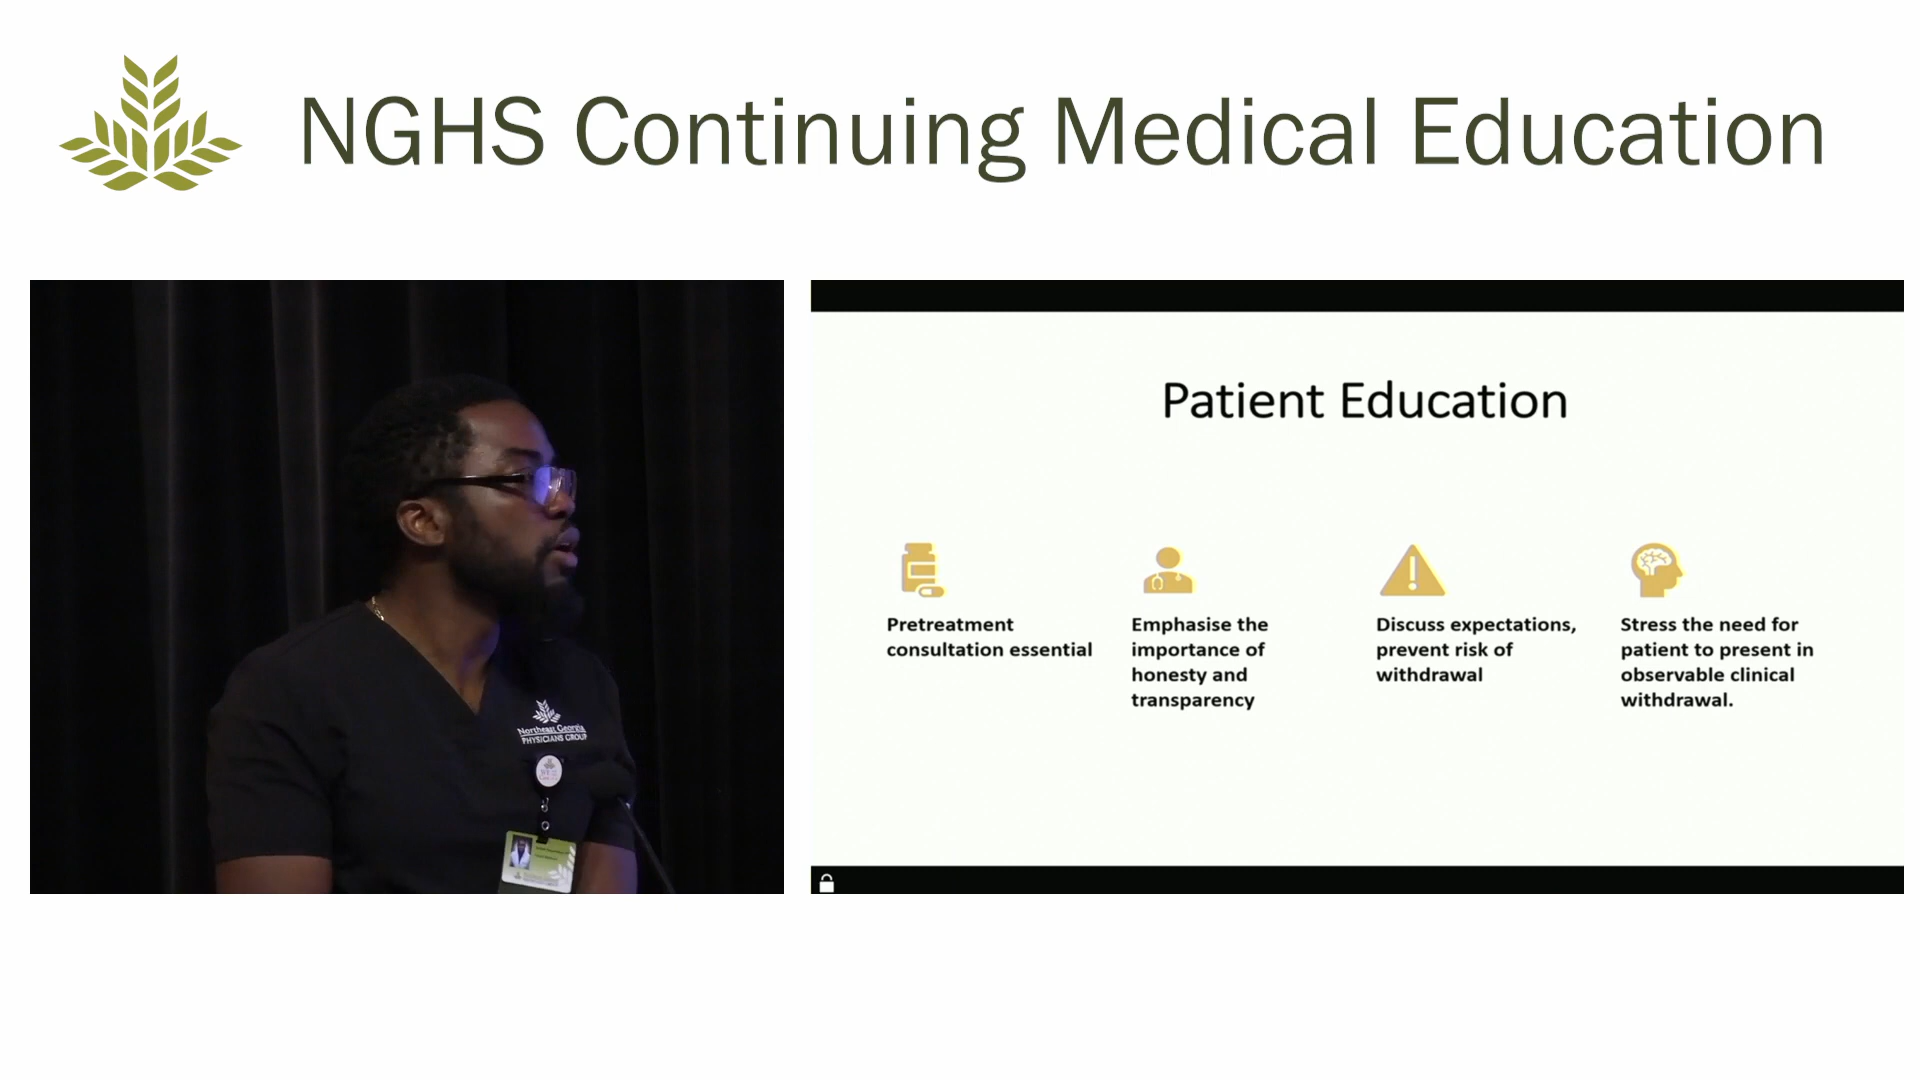 NGHS Continuing Medical Education
Northeast Georgia
PHYSICIANS GROUP
Patient Education
Pretreatment
consultation essential
Emphasise the
importance of
honesty and
transparency
Discuss expectations,
prevent risk of
withdrawal
Stress the need for
patient to present in
observable clinical
withdrawal.